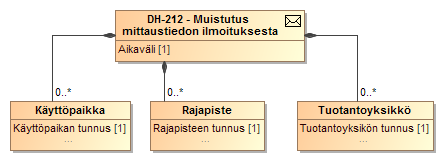 DH-212 - Muistutus
mittaustiedon ilmoituksesta
Aikaväli [1]
0..*
0..*
0..*
Käyttöpaikka
Rajapiste
Tuotantoyksikkö
Käyttöpaikan tunnus [1]
Rajapisteen tunnus [1]
Tuotantoyksikön tunnus [1]
...
...
...